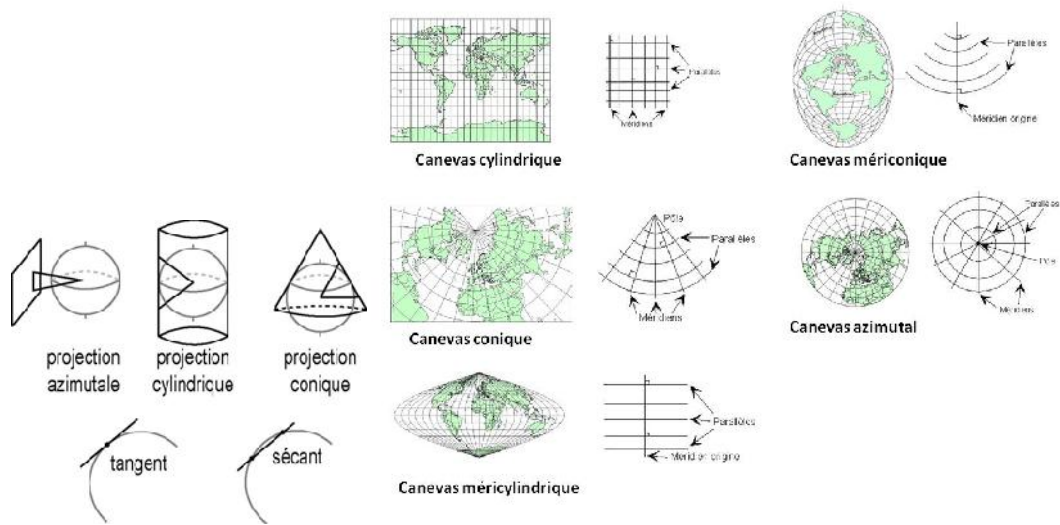 Parallèles
Méridiens
Canevas cylindrique
Parallèles
Méridien origine
Canevas mériconique
projection
azimutale
projection
cylindricue
projection
conique
tangent
sécant
Pôle
Parallèles
Méridiens
Canevas conique
Parallèles
Pôle
Méridiens
Canevas azimutal
Parallèles
Méridien origine
Canevas méricylindrique